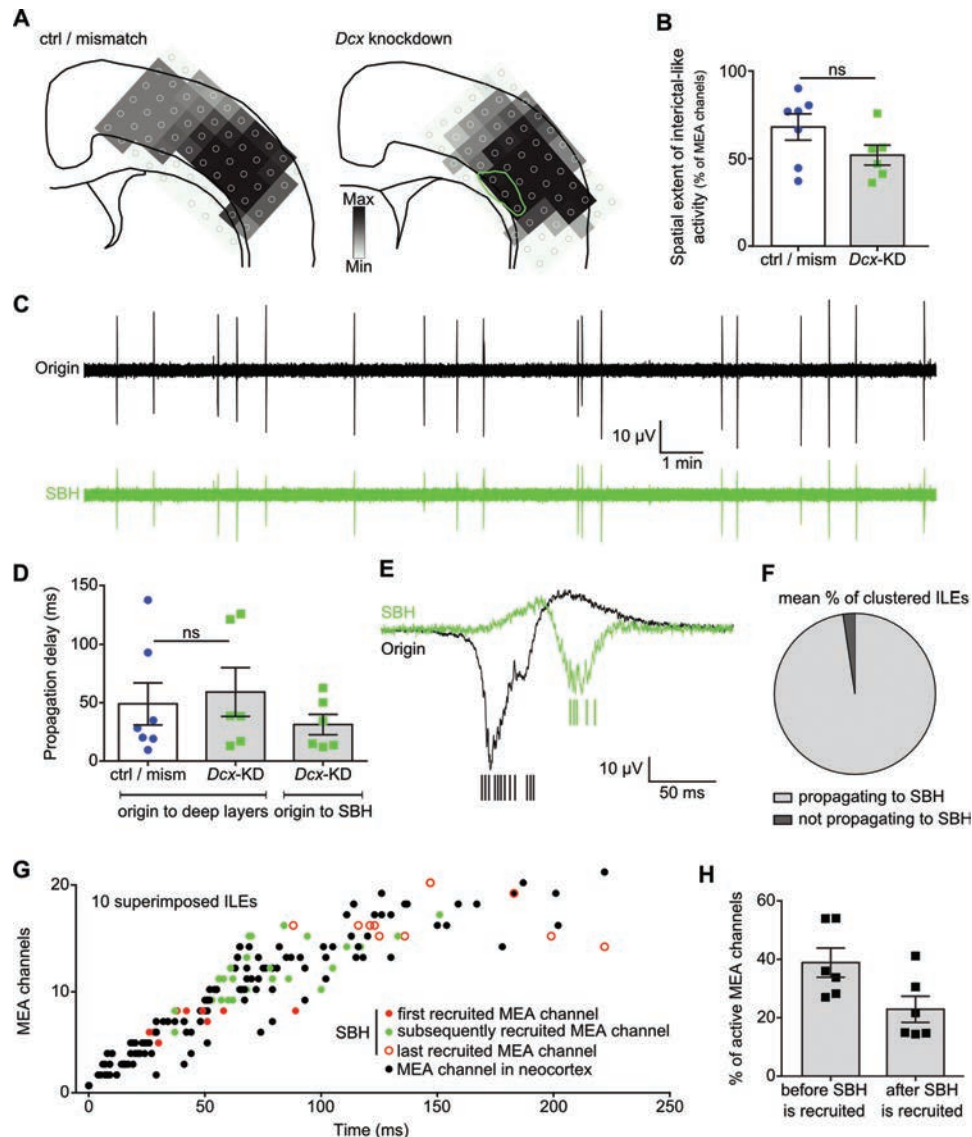 A
ctrl / mismatch
Dcx knockdown
Max
Min
B
ns
Spatial extent of interictal-like
activity (% of MEA channels)
100
50
0
ctrl / mism
Dcx-KD
C
Origin
10 µV
1 min
SBH
D
Propagation delay (ms)
150
100
50
0
ns
ctrl / mism
Dcx-KD
Dcx-KD
origin to deep layers
origin to SBH
E
SBH
Origin
10 µV
50 ms
F
mean % of clustered ILEs
propagating to SBH
not propagating to SBH
G
10 superimposed ILEs
MEA channels
20
10
0
SBH
first recruited MEA channel
subsequently recruited MEA channel
last recruited MEA channel
MEA channel in neocortex
0
50
100
150
200
250
Time (ms)
H
% of active MEA channels
60
40
20
0
before SBH
is recruited
after SBH
is recruited